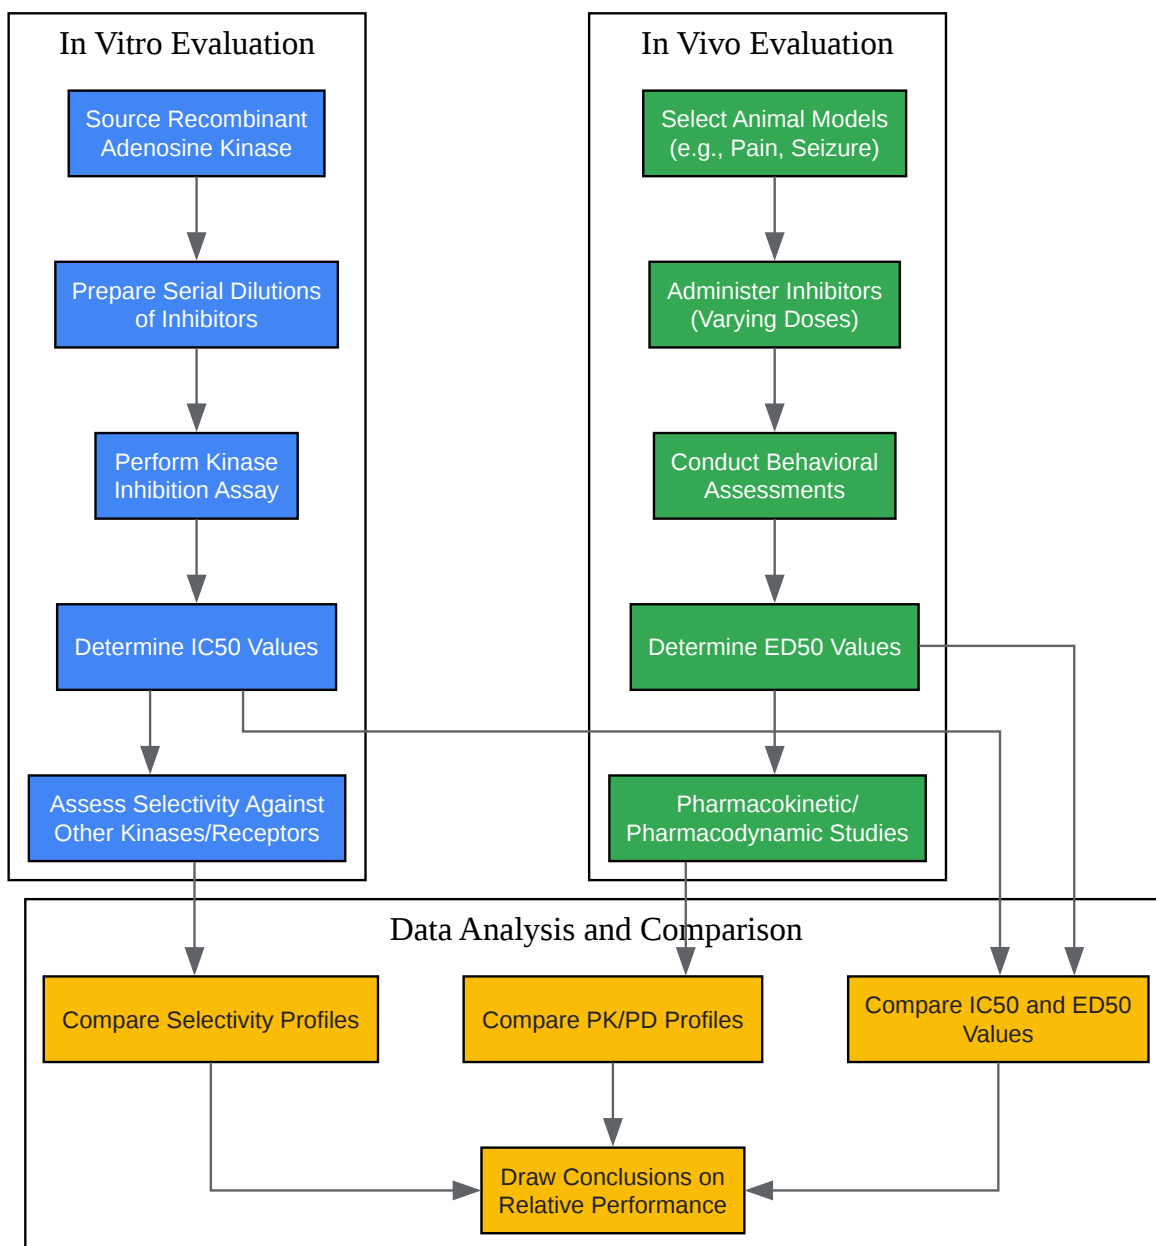 In Vitro Evaluation
Source Recombinant
Adenosine Kinase
Prepare Serial Dilutions
of Inhibitors
Perform Kinase
Inhibition Assay
Determine IC50 Values
Assess Selectivity Against
Other Kinases/Receptors
In Vivo Evaluation
Select Animal Models
(e.g., Pain, Seizure)
Administer Inhibitors
(Varying Doses)
Conduct Behavioral
Assessments
Determine ED50 Values
Pharmacokinetic/
Pharmacodynamic Studies
Data Analysis and Comparison
Compare Selectivity Profiles
Compare PK/PD Profiles
Compare IC50 and ED50
Values
Draw Conclusions on
Relative Performance